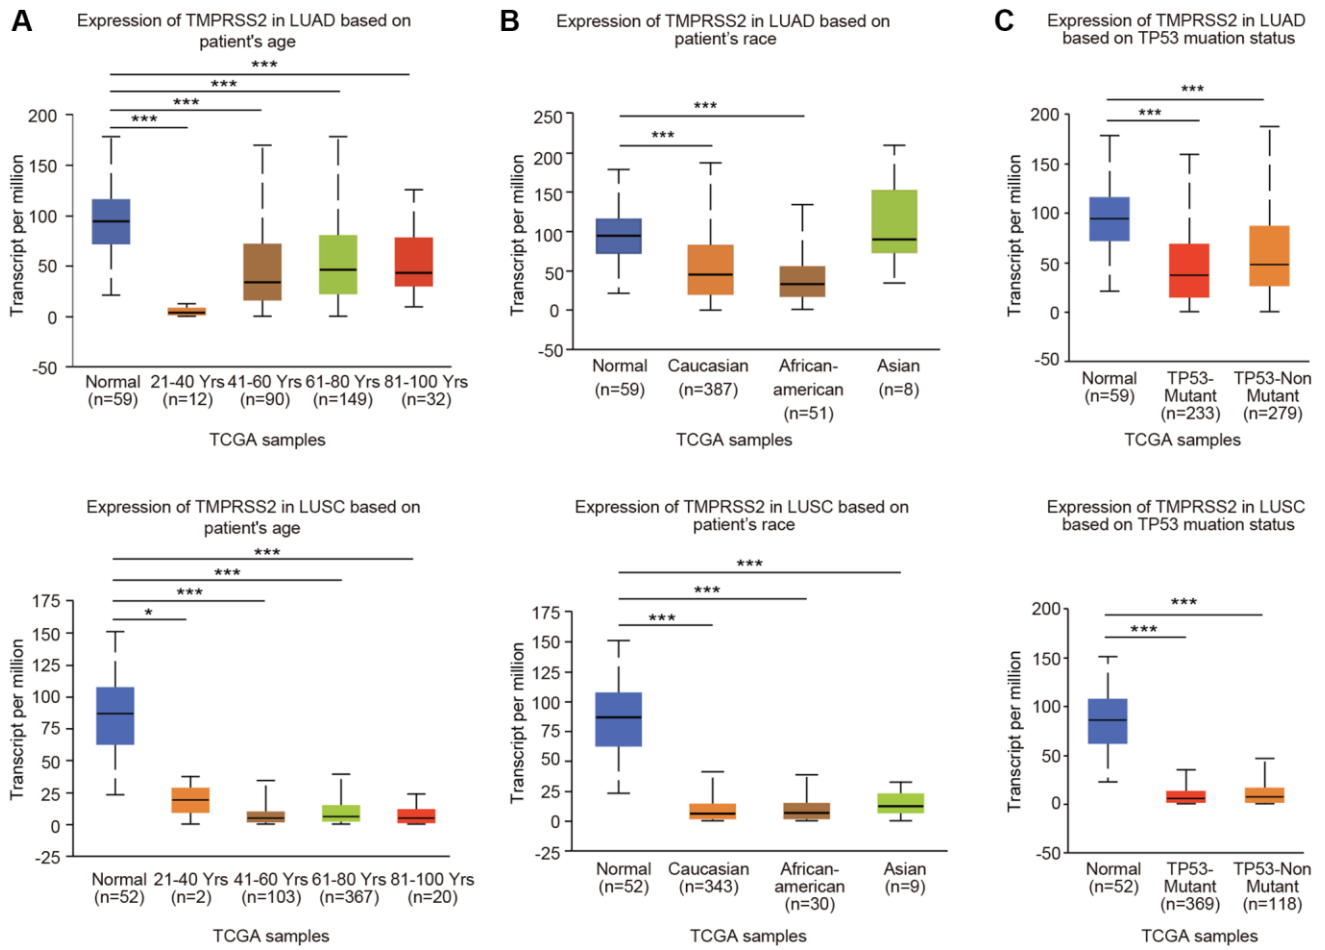 A
Expression of TMPRSS2 in LUAD based on
patient's age
***
***
***
***
Transcript per million
200
150
100
50
0
-50
Normal 21-40 Yrs 41-60 Yrs 61-80 Yrs 81-100 Yrs
(n=59) (n=12) (n=90) (n=149) (n=32)
TCGA samples
B
Expression of TMPRSS2 in LUAD based on
patient's race
***
***
Transcript per million
250
200
150
100
50
0
-50
Normal Caucasian African- Asian
(n=59) (n=387) american (n=8)
(n=51)
TCGA samples
C
Expression of TMPRSS2 in LUAD
based on TP53 muation status
***
***
Transcript per million
200
150
100
50
0
-50
Normal TP53- TP53-Non
(n=59) Mutant Mutant
(n=233) (n=279)
TCGA samples
Expression of TMPRSS2 in LUSC based on
patient's age
***
***
***
*
Transcript per million
175
150
125
100
75
50
25
0
-25
Normal 21-40 Yrs 41-60 Yrs 61-80 Yrs 81-100 Yrs
(n=52) (n=2) (n=103) (n=367) (n=20)
TCGA samples
Expression of TMPRSS2 in LUSC based on
patient's race
***
***
***
Transcript per million
175
150
125
100
75
50
25
0
-25
Normal Caucasian African- Asian
(n=52) (n=343) american (n=9)
(n=30)
TCGA samples
Expression of TMPRSS2 in LUSC
based on TP53 muation status
***
***
Transcript per million
200
150
100
50
0
-50
Normal TP53- TP53-Non
(n=52) Mutant Mutant
(n=369) (n=118)
TCGA samples